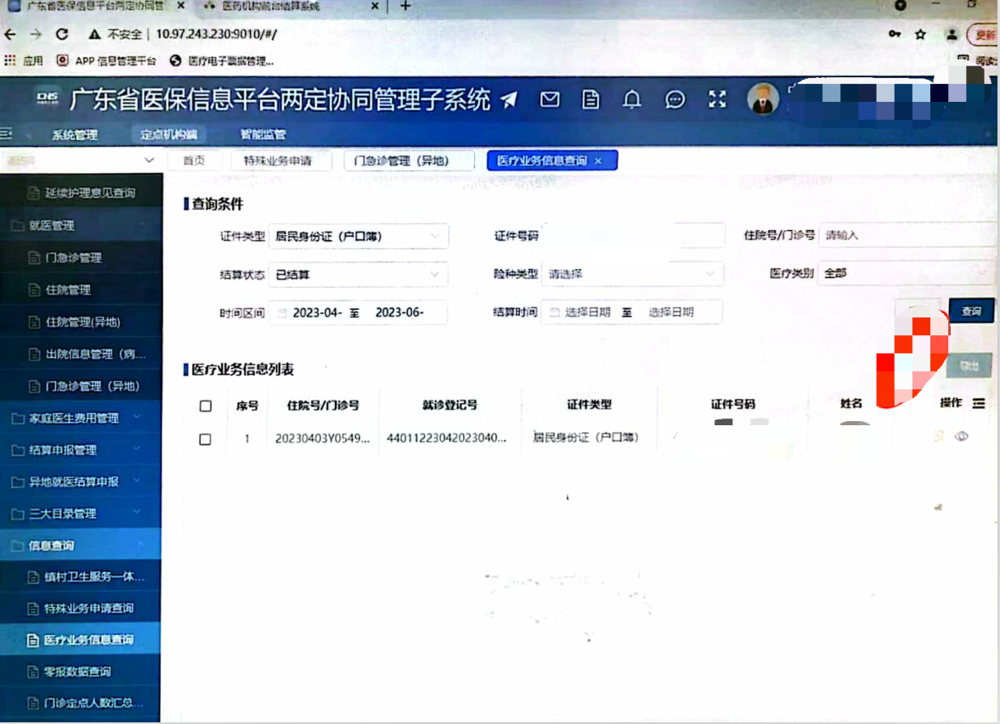 广东省医保信息平台两定协同管 × 医药机构前台结算系统 × +
不安全 | 10.97.243.230:9010/#/ 更新
应用 APP 信息管理平台 医疗电子票据管理...
CHS 广东省医保信息平台两定协同管理子系统
系统管理 定点机构端 智能监管
首页 特殊业务申请 门急诊管理（异地） 医疗业务信息查询 ×
延续护理意见查询
就医管理
门急诊管理
住院管理
住院管理(异地)
出院信息管理（病...
门急诊管理（异地）
家庭医生费用管理
结算申报管理
异地就医结算申报
三大目录管理
信息查询
镇村卫生服务一体...
特殊业务申请查询
医疗业务信息查询
零报数据查询
门诊定点人数汇总...
查询条件
证件类型 居民身份证（户口簿） 证件号码 住院号/门诊号 请输入
结算状态 已结算 险种类型 请选择 医疗类别 全部
时间区间 2023-04- 至 2023-06- 结算时间 选择日期 至 选择日期
查询
导出
医疗业务信息列表
序号 住院号/门诊号 就诊登记号 证件类型 证件号码 姓名 操作
1 20230403Y0549... 44011223042023040... 居民身份证（户口簿）